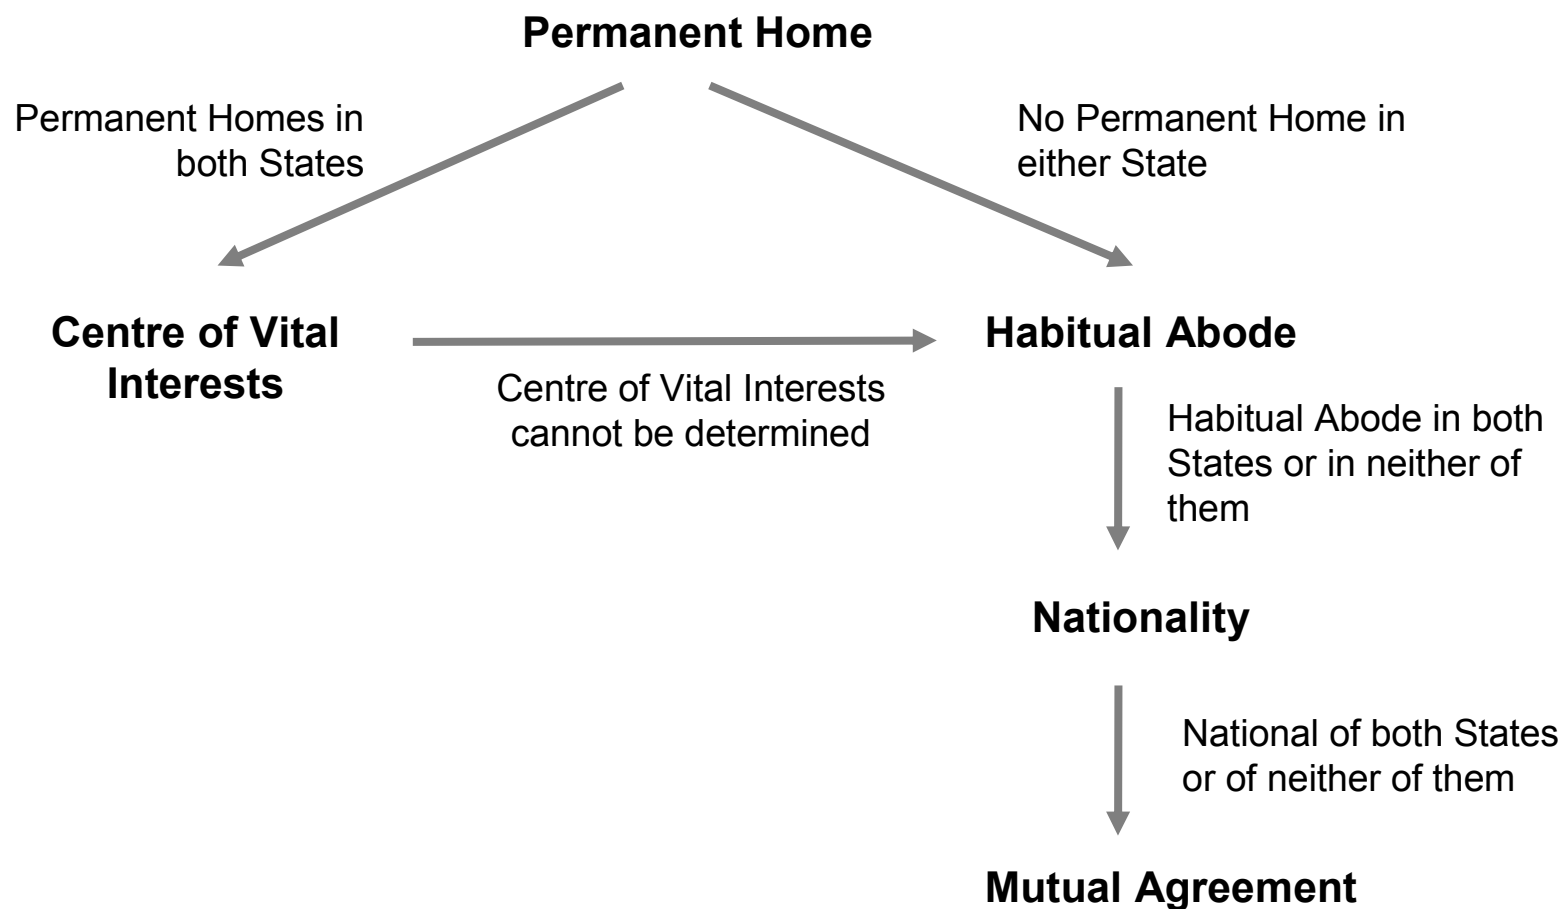 Permanent Home
Permanent Homes in
both States
No Permanent Home in
either State
Centre of Vital
Interests
Centre of Vital Interests
cannot be determined
Habitual Abode
Habitual Abode in both
States or in neither of
them
Nationality
National of both States
or of neither of them
Mutual Agreement